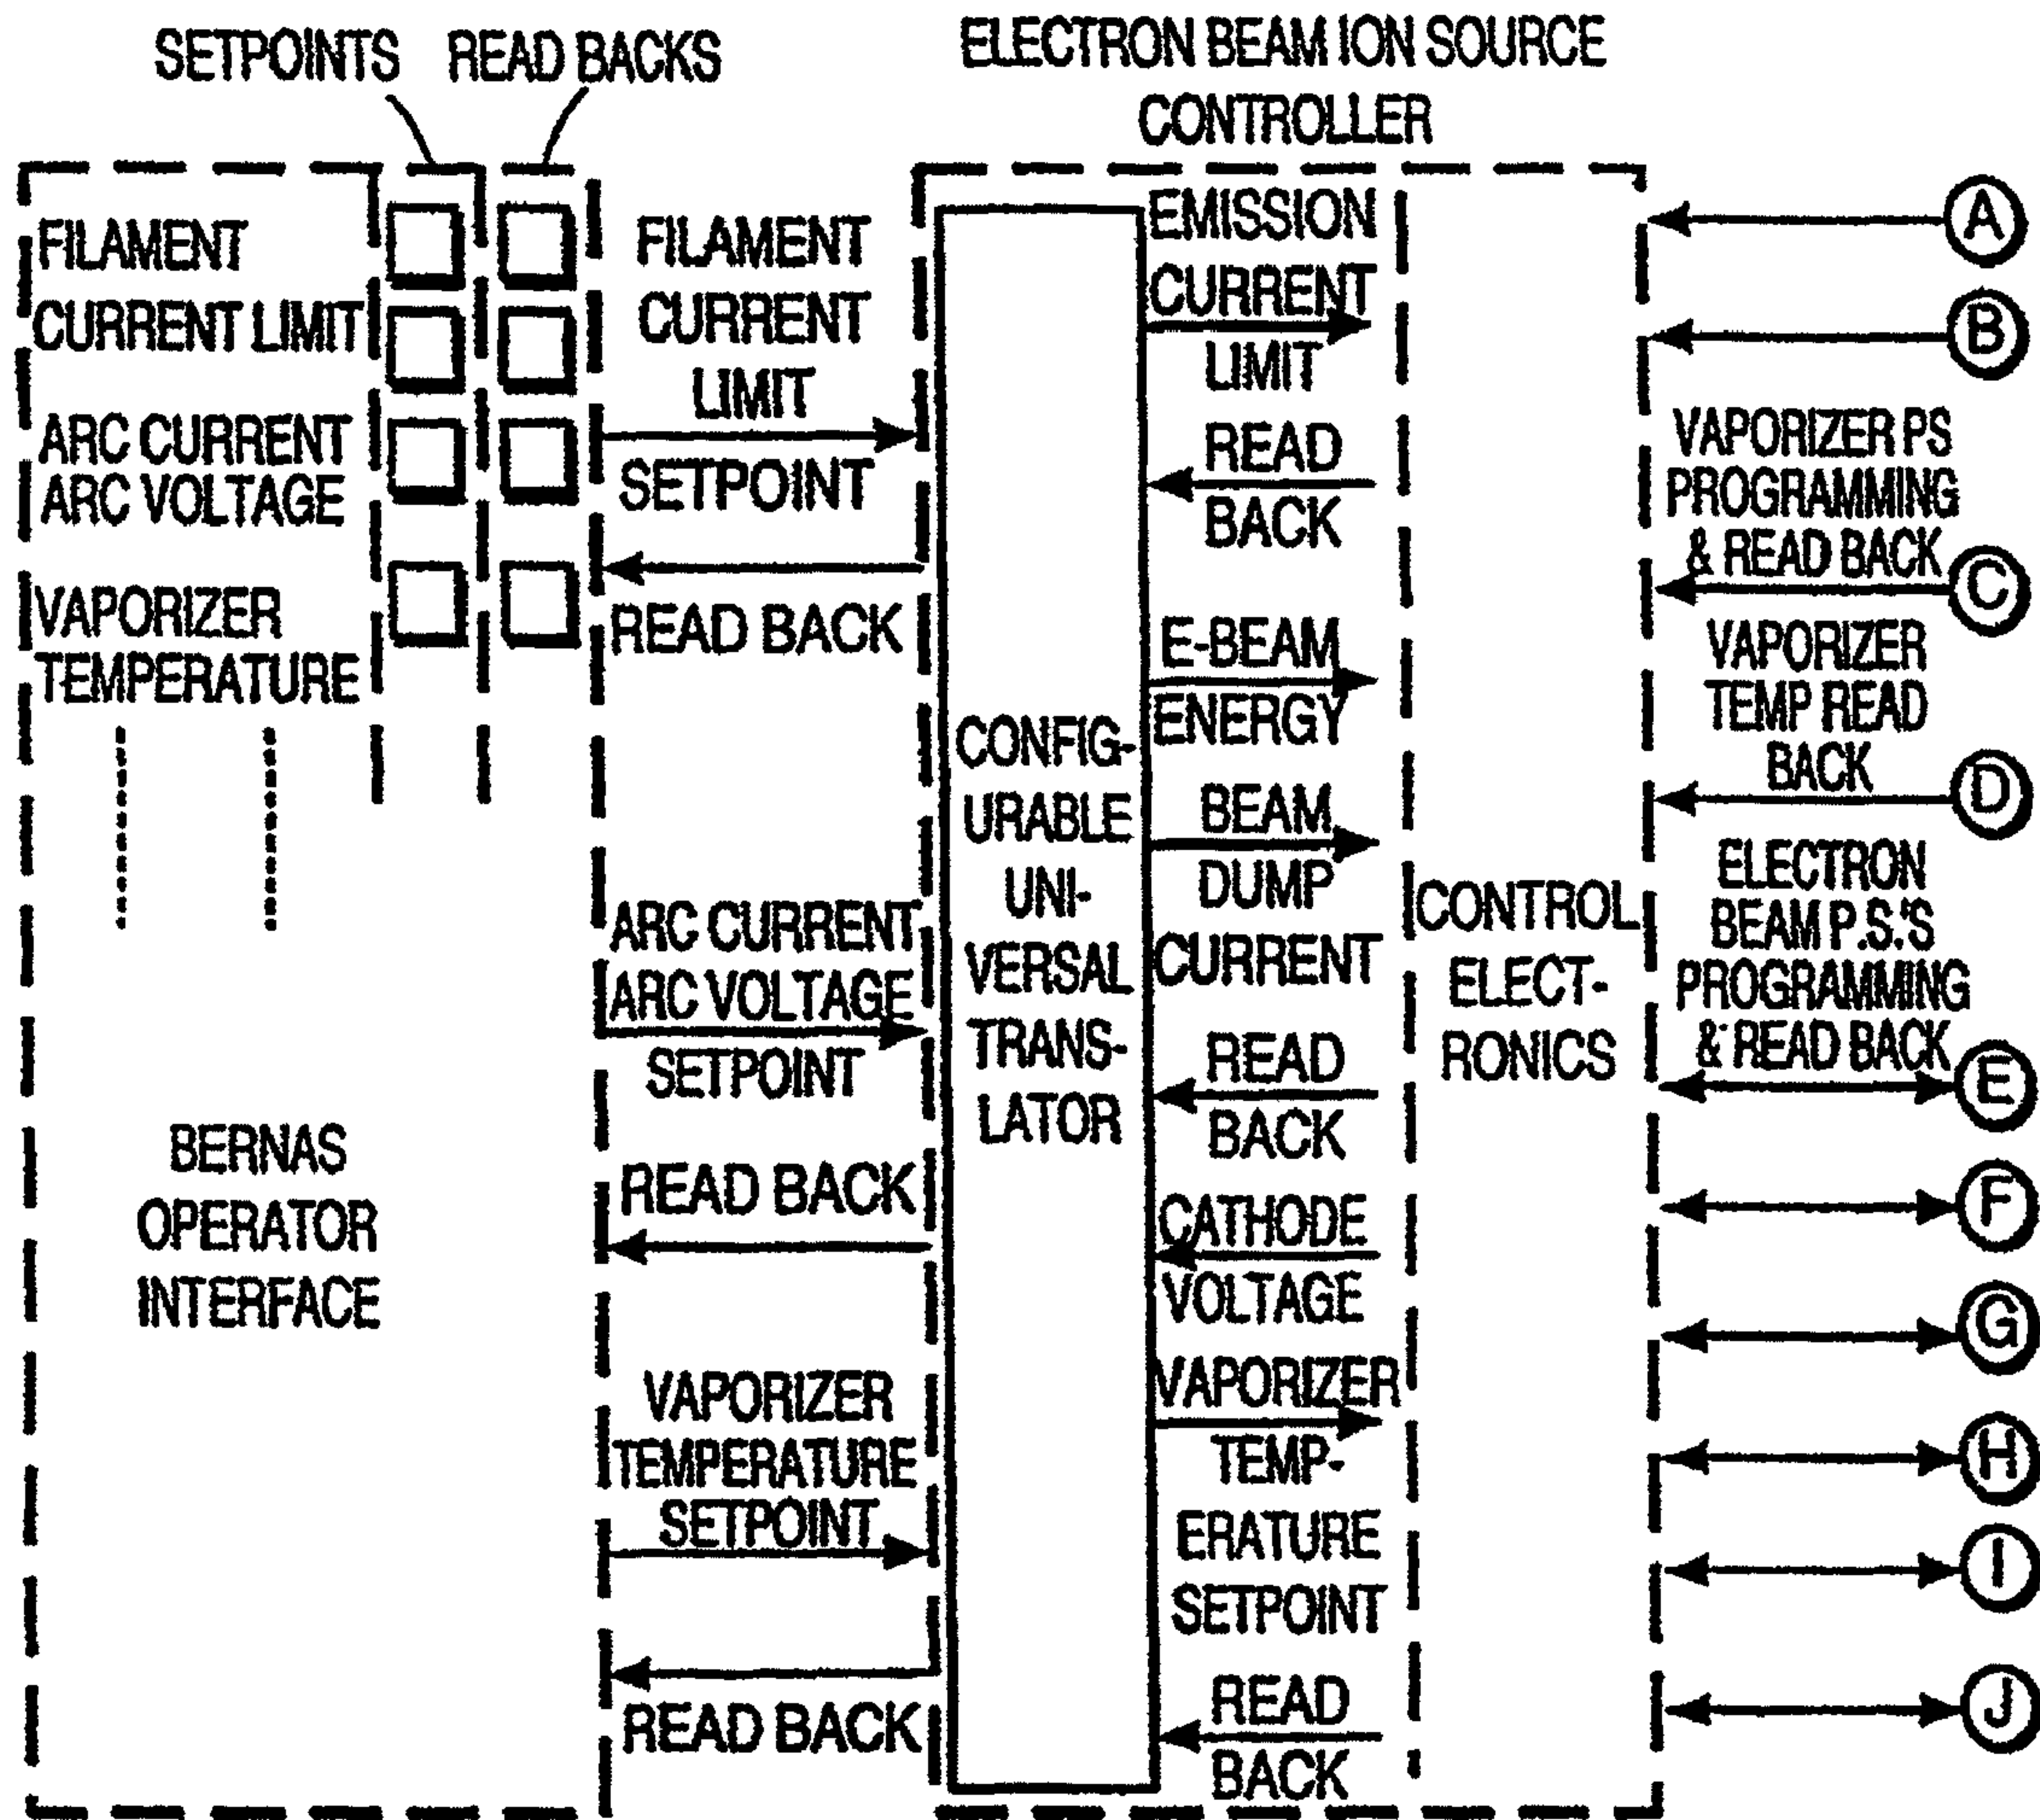 SETPOINTS READ BACKS
ELECTRON BEAM ION SOURCE
CONTROLLER
FILAMENT
CURRENT LIMIT
ARC CURRENT
ARC VOLTAGE
VAPORIZER
TEMPERATURE
BERNAS
OPERATOR
INTERFACE
FILAMENT
CURRENT
LIMIT
SETPOINT
READ BACK
ARC CURRENT
ARC VOLTAGE
SETPOINT
READ BACK
VAPORIZER
TEMPERATURE
SETPOINT
READ BACK
CONFIG-
URABLE
UNI-
VERSAL
TRANS-
LATOR
EMISSION
CURRENT
LIMIT
READ
BACK
E-BEAM
ENERGY
BEAM
DUMP
CURRENT
READ
BACK
CATHODE
VOLTAGE
VAPORIZER
TEMP-
ERATURE
SETPOINT
READ
BACK
CONTROL
ELECT-
RONICS
A
B
VAPORIZER PS
PROGRAMMING
& READ BACK
C
VAPORIZER
TEMP READ
BACK
D
ELECTRON
BEAM P.S.'S
PROGRAMMING
& READ BACK
E
F
G
H
I
J